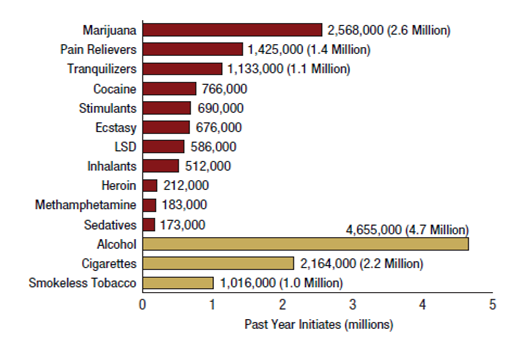 Marijuana 2,568,000 (2.6 Million)
Pain Relievers 1,425,000 (1.4 Million)
Tranquilizers 1,133,000 (1.1 Million)
Cocaine 766,000
Stimulants 690,000
Ecstasy 676,000
LSD 586,000
Inhalants 512,000
Heroin 212,000
Methamphetamine 183,000
Sedatives 173,000
Alcohol 4,655,000 (4.7 Million)
Cigarettes 2,164,000 (2.2 Million)
Smokeless Tobacco 1,016,000 (1.0 Million)
0 1 2 3 4 5
Past Year Initiates (millions)